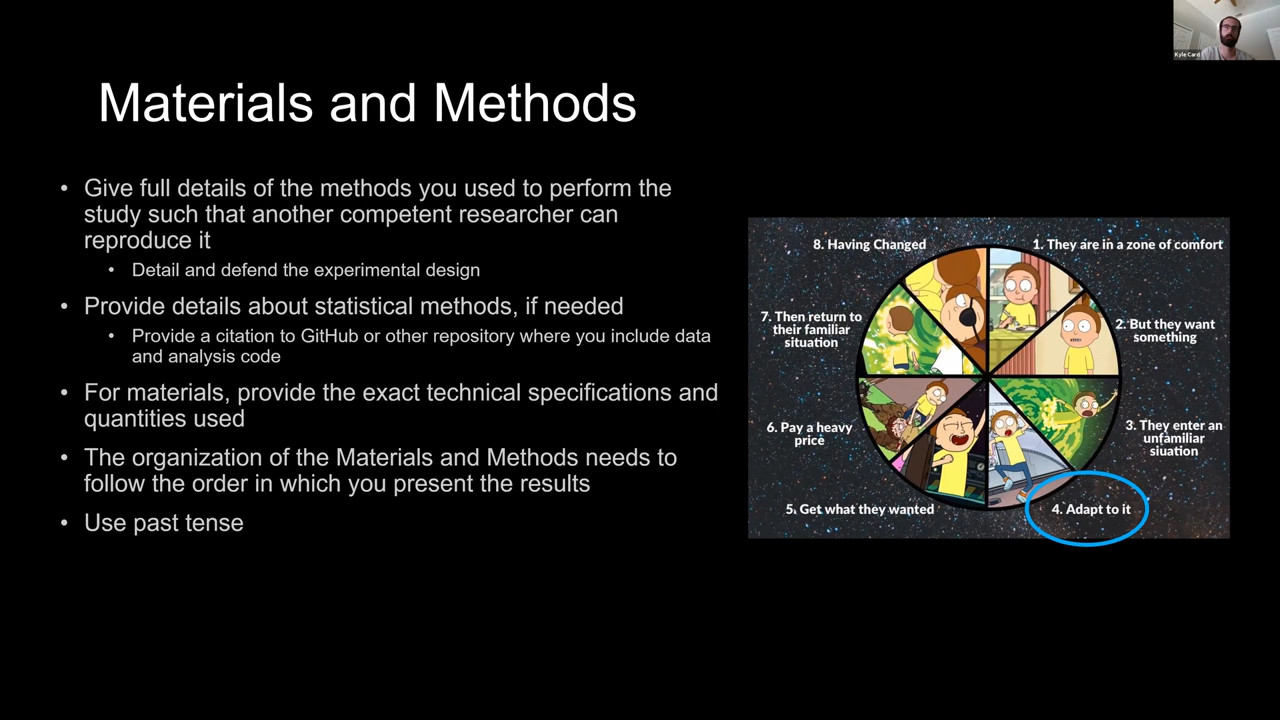 Kyle Card
Materials and Methods
• Give full details of the methods you used to perform the
study such that another competent researcher can
reproduce it
• Detail and defend the experimental design
• Provide details about statistical methods, if needed
• Provide a citation to GitHub or other repository where you include data
and analysis code
• For materials, provide the exact technical specifications and
quantities used
• The organization of the Materials and Methods needs to
follow the order in which you present the results
• Use past tense
1. They are in a zone of comfort
2. But they want
something
3. They enter an
unfamiliar
siuation
4. Adapt to it
5. Get what they wanted
6. Pay a heavy
price
7. Then return to
their familiar
situation
8. Having Changed